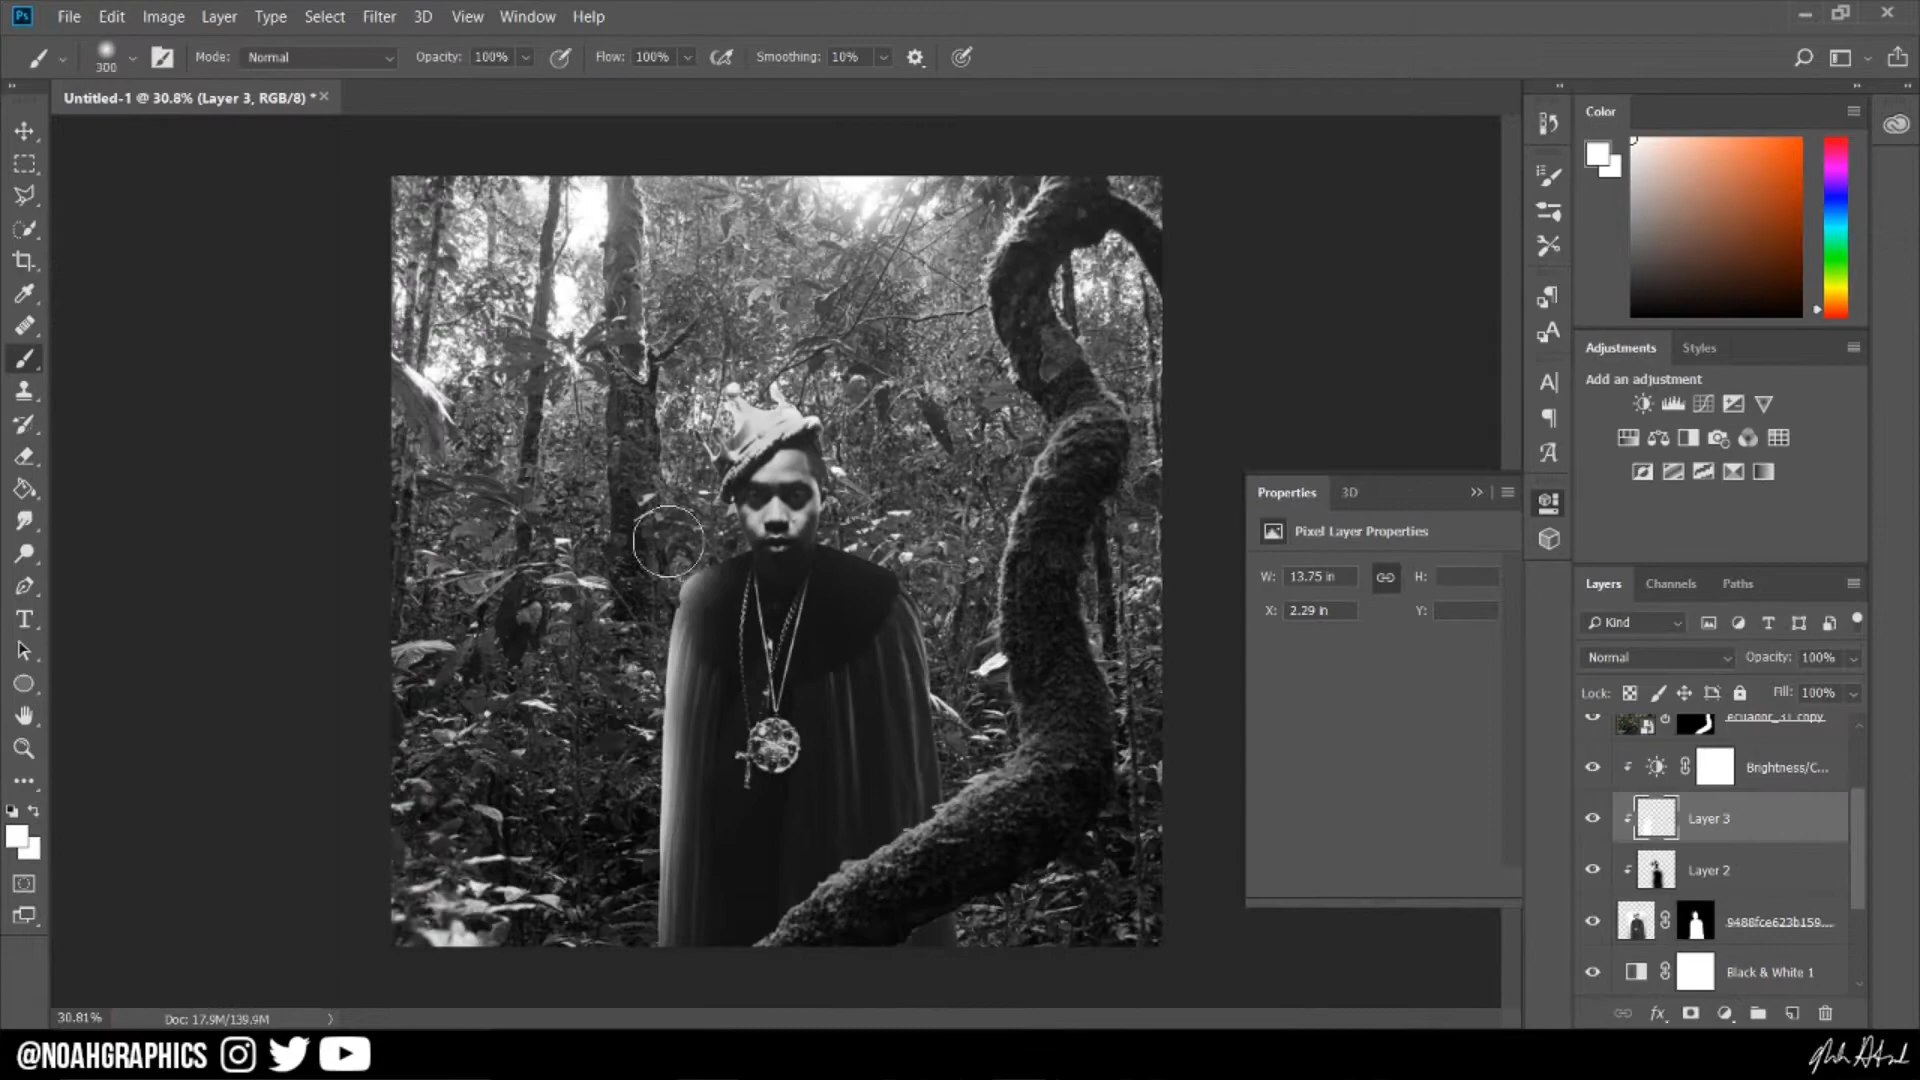 Ps File Edit Image Layer Type Select Filter 3D View Window Help
300 Mode: Normal Opacity: 100% Flow: 100% Smoothing: 10%
Untitled-1 @ 30.8% (Layer 3, RGB/8) *
Color
Adjustments Styles
Add an adjustment
Properties 3D
Pixel Layer Properties
W: 13.75 in H:
X: 2.29 in Y:
Layers Channels Paths
Kind
Normal Opacity: 100%
Lock: Fill: 100%
ecuador_31 copy
Brightness/C...
Layer 3
Layer 2
9488fce623b159...
Black & White 1
fx
30.81% Doc: 17.9M/139.9M
@NOAHGRAPHICS